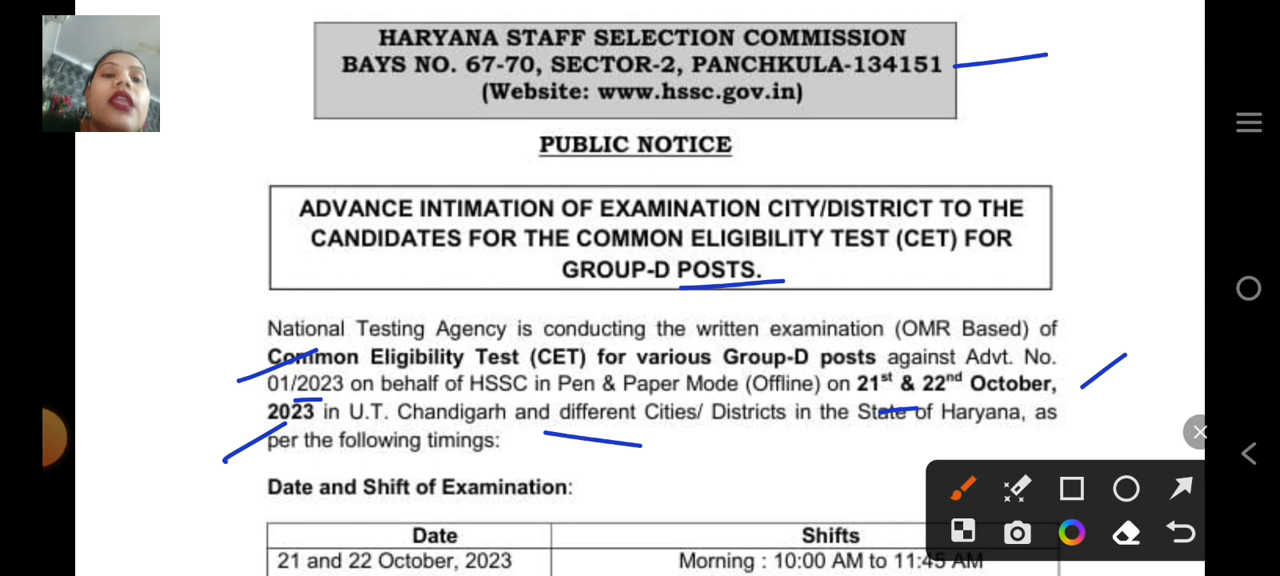 HARYANA STAFF SELECTION COMMISSION
BAYS NO. 67-70, SECTOR-2, PANCHKULA-134151
(Website: www.hssc.gov.in)
PUBLIC NOTICE
ADVANCE INTIMATION OF EXAMINATION CITY/DISTRICT TO THE
CANDIDATES FOR THE COMMON ELIGIBILITY TEST (CET) FOR
GROUP-D POSTS.
National Testing Agency is conducting the written examination (OMR Based) of
Common Eligibility Test (CET) for various Group-D posts against Advt. No.
01/2023 on behalf of HSSC in Pen & Paper Mode (Offline) on 21st & 22nd October,
2023 in U.T. Chandigarh and different Cities/ Districts in the State of Haryana, as
per the following timings:
Date and Shift of Examination:
Date Shifts
21 and 22 October, 2023 Morning : 10:00 AM to 11:45 AM